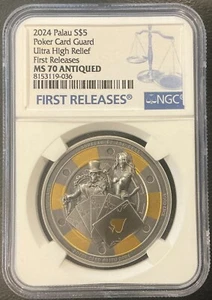 2024 Palau S$5
Poker Card Guard
Ultra High Relief
First Releases
MS 70 ANTIQUED
8153119-036
FIRST RELEASES®
NGC